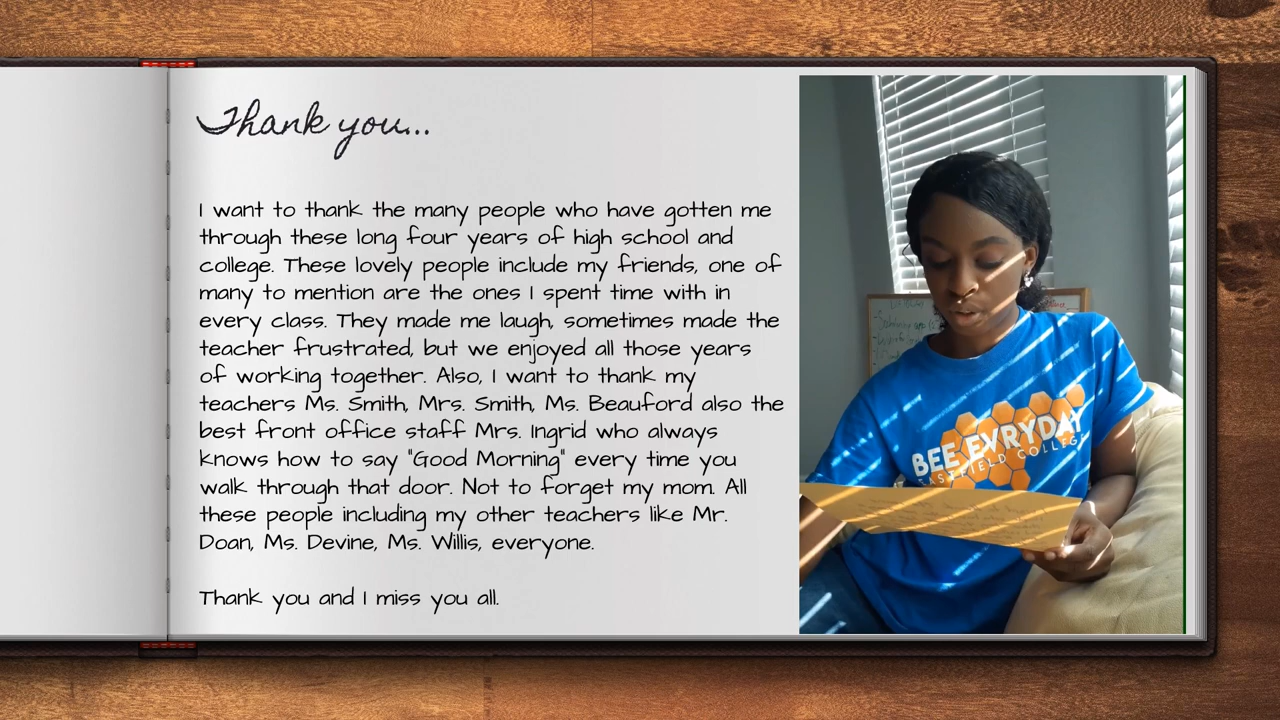 Thank you...
I want to thank the many people who have gotten me
through these long four years of high school and
college. These lovely people include my friends, one of
many to mention are the ones I spent time with in
every class. They made me laugh, sometimes made the
teacher frustrated, but we enjoyed all those years
of working together. Also, I want to thank my
teachers Ms. Smith, Mrs. Smith, Ms. Beauford also the
best front office staff Mrs. Ingrid who always
knows how to say "Good Morning" every time you
walk through that door. Not to forget my mom. All
these people including my other teachers like Mr.
Doan, Ms. Devine, Ms. Willis, everyone.
Thank you and I miss you all.
BEE EVRYDAY
EASTFIELD COLLEGE